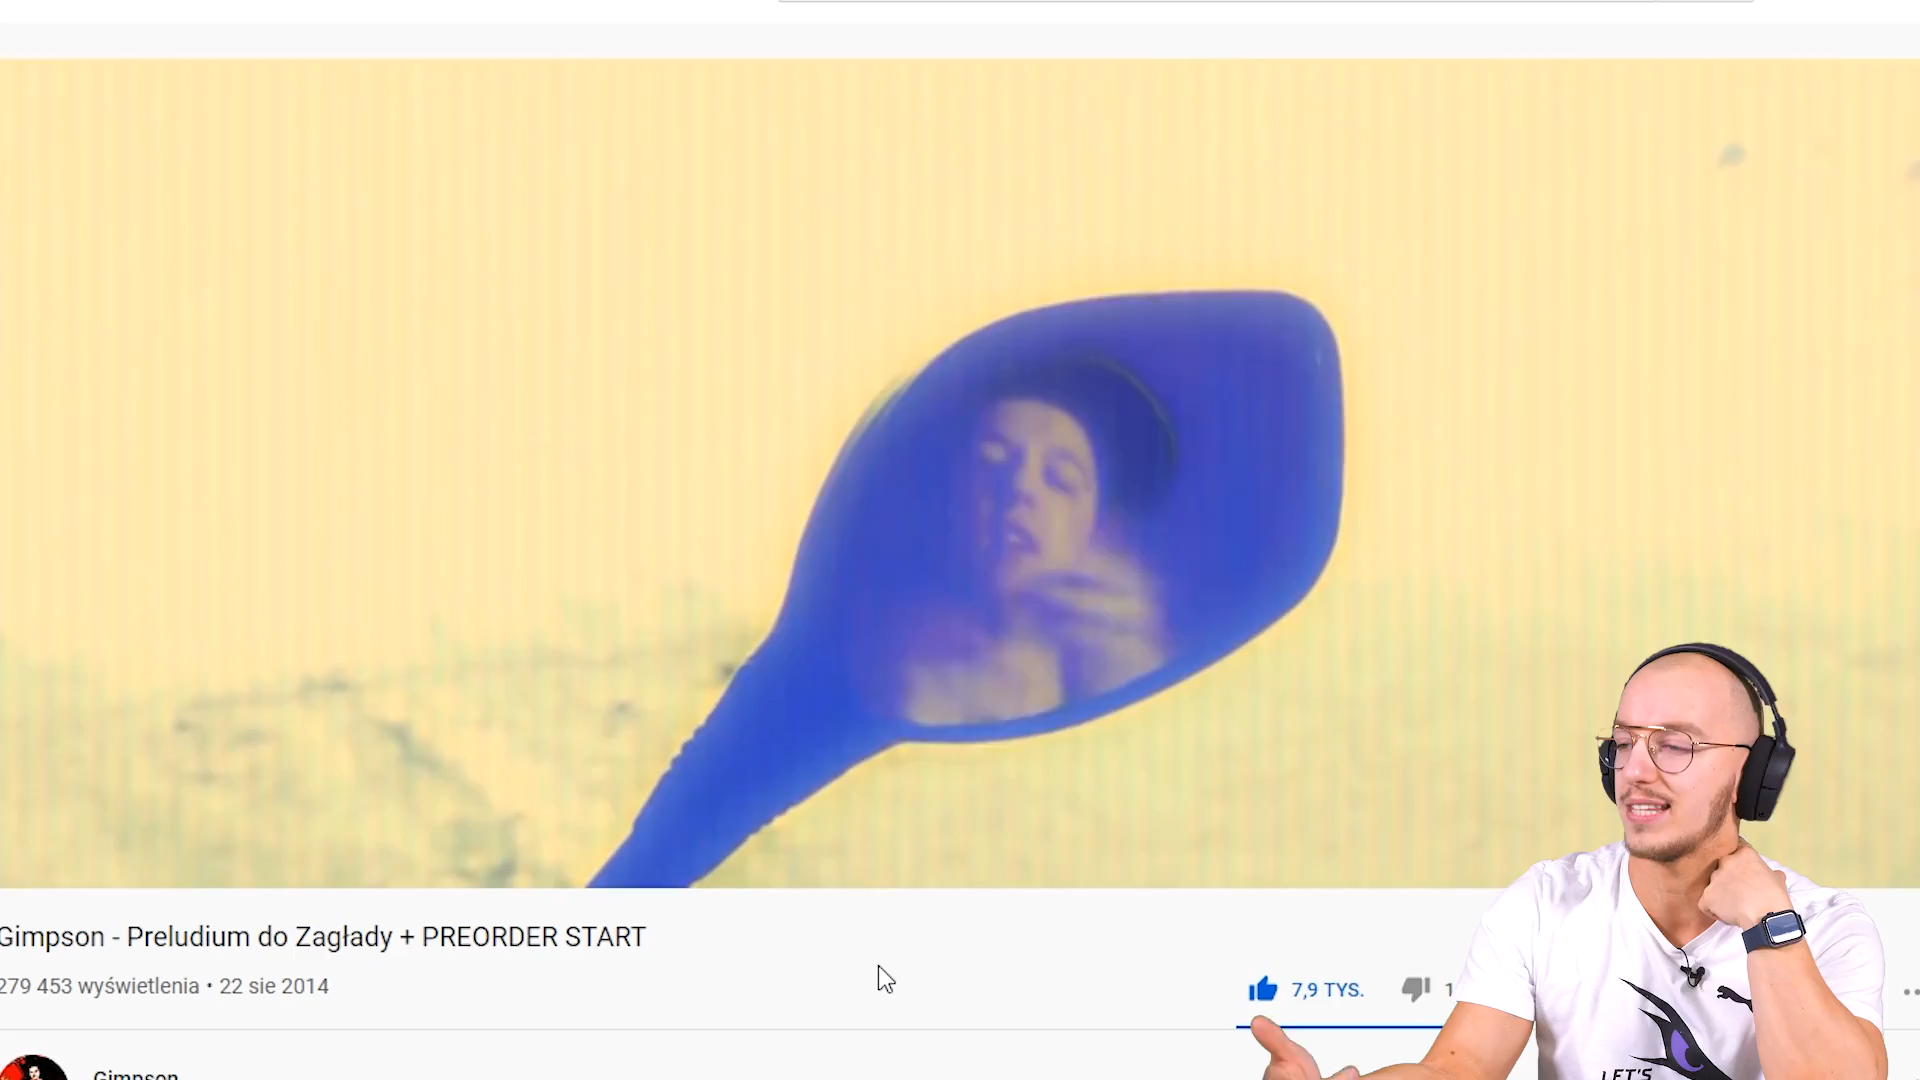 Gimpson - Preludium do Zagłady + PREORDER START
279 453 wyświetlenia • 22 sie 2014
7,9 TYS.
1
Gimpson
LET'S